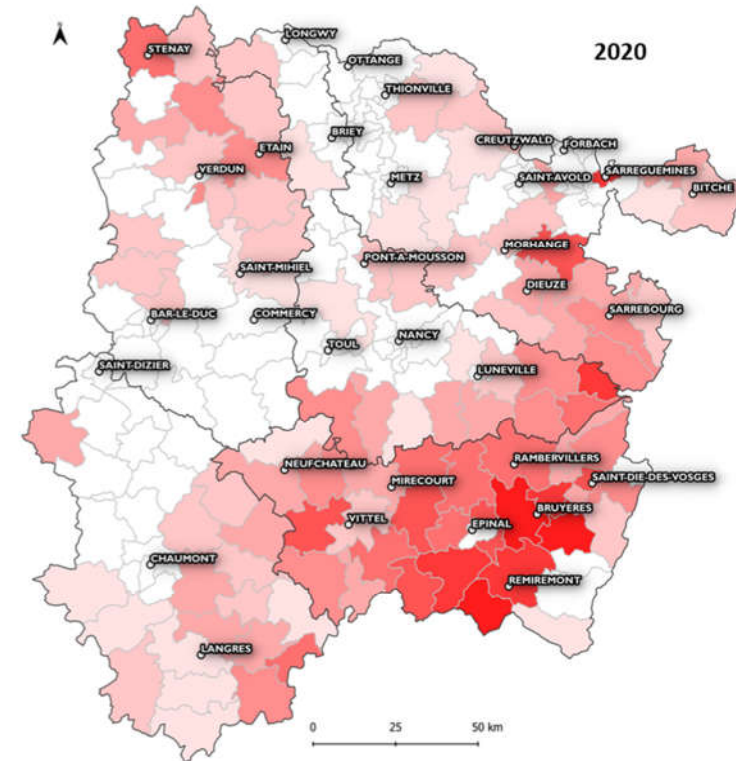 LONGWY
2020
STENAY
OTTANGE
THIONVILLE
BRIEY
CREUTZWALD
FORBACH
ETAIN
VERDUN
METZ
SAINT-AVOLD
SARREGUEMINES
BITCHE
MORHANGE
PONT-A-MOUSSON
SAINT-MIHIEL
DIEUZE
BAR-LE-DUC
COMMERCY
SARREBOURG
NANCY
TOUL
SAINT-DIZIER
LUNEVILLE
NEUFCHATEAU
RAMBERVILLERS
MIRECOURT
SAINT-DIE-DES-VOSGES
BRUYERES
VITTEL
EPINAL
CHAUMONT
REMIREMONT
LANGRES
0 25 50 km